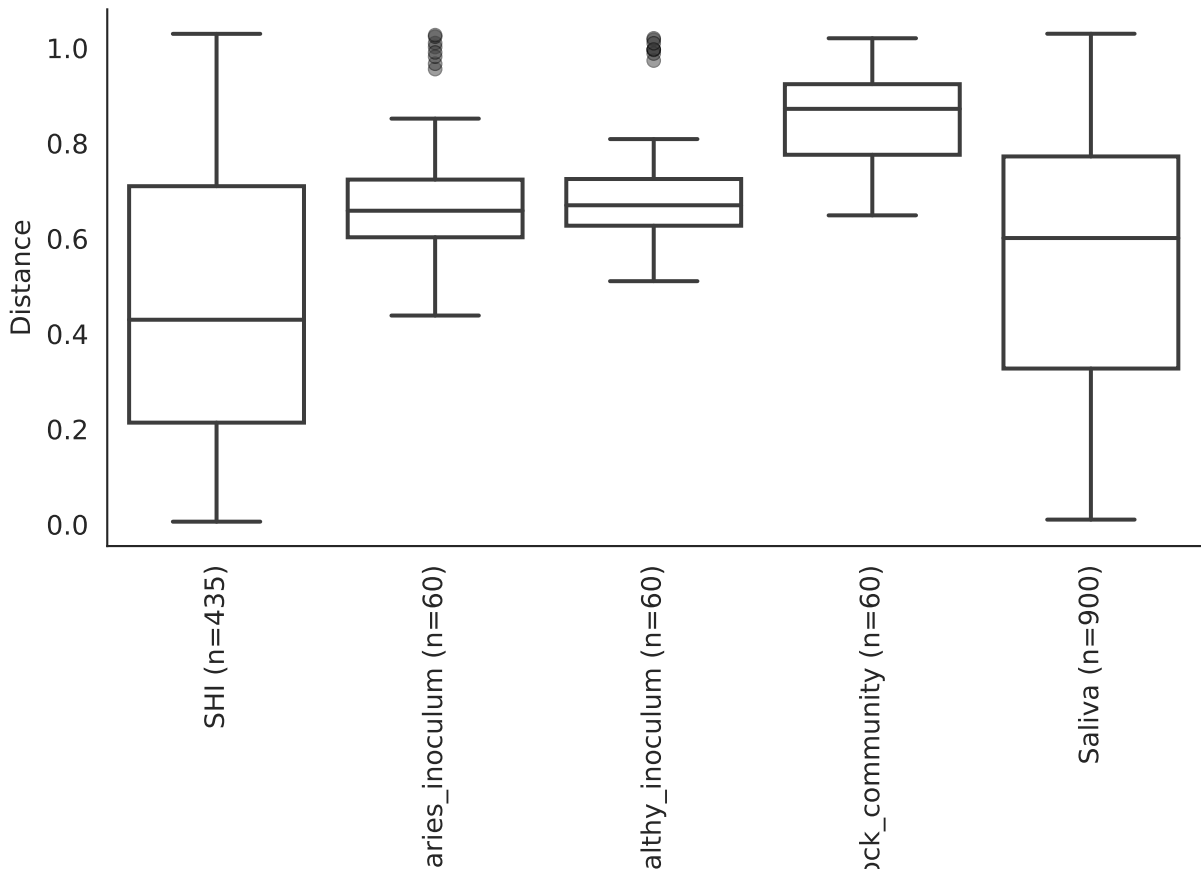 Distance
1.0
0.8
0.6
0.4
0.2
0.0
SHI (n=435)
aries_inoculum (n=60)
althy_inoculum (n=60)
ock_community (n=60)
Saliva (n=900)